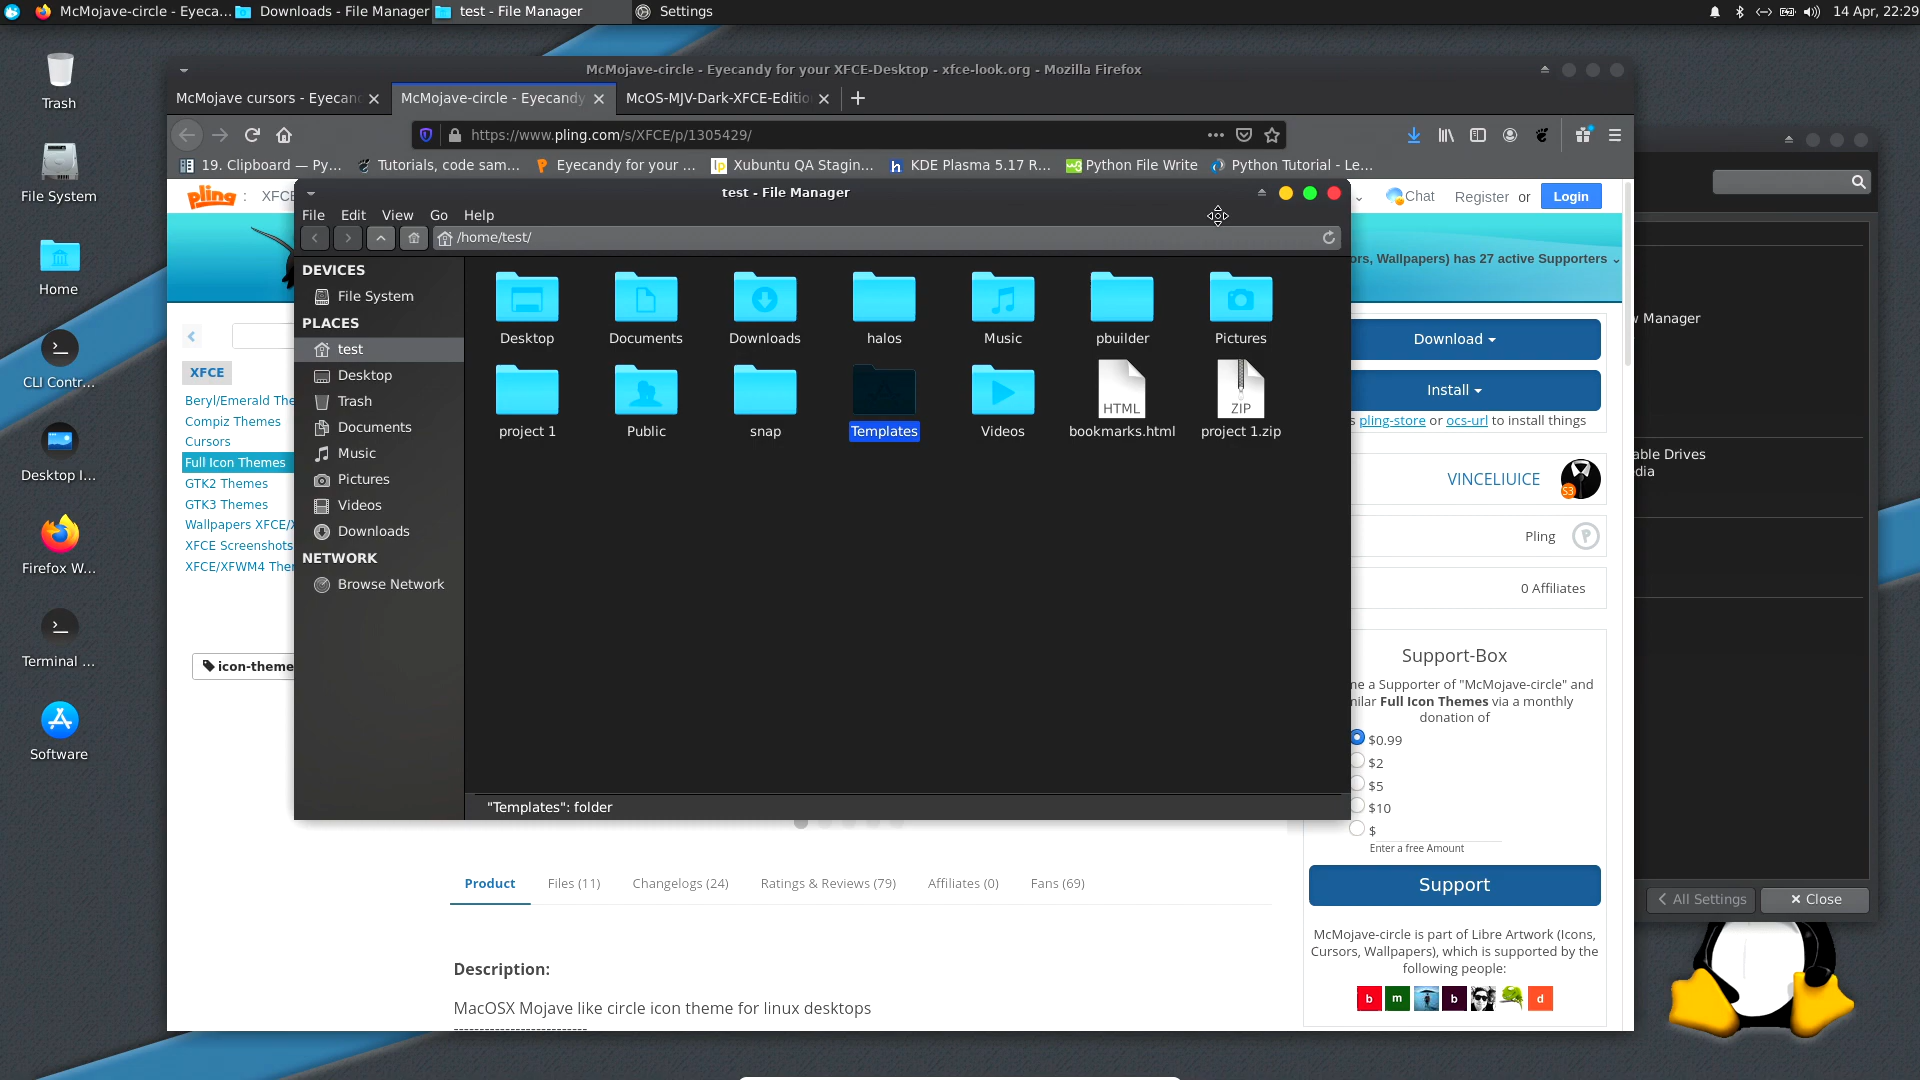 McMojave-circle - Eyeca...
Downloads - File Manager
test - File Manager
Settings
14 Apr, 22:29
Trash
File System
Home
CLI Contr...
Desktop I...
Firefox W...
Terminal ...
Software
McMojave-circle - Eyecandy for your XFCE-Desktop - xfce-look.org - Mozilla Firefox
McMojave cursors - Eyecan
McMojave-circle - Eyecandy
McOS-MJV-Dark-XFCE-Editio
https://www.pling.com/s/XFCE/p/1305429/
19. Clipboard — Py...
Tutorials, code sam...
Eyecandy for your ...
Xubuntu QA Stagin...
KDE Plasma 5.17 R...
Python File Write
Python Tutorial - Le...
pling
:
XFCE
Chat
Register or
Login
ors, Wallpapers) has 27 active Supporters
XFCE
Beryl/Emerald The
Compiz Themes
Cursors
Full Icon Themes
GTK2 Themes
GTK3 Themes
Wallpapers XFCE/X
XFCE Screenshots
XFCE/XFWM4 Ther
icon-theme
test - File Manager
File
Edit
View
Go
Help
/home/test/
DEVICES
File System
PLACES
test
Desktop
Trash
Documents
Music
Pictures
Videos
Downloads
NETWORK
Browse Network
Desktop
Documents
Downloads
halos
Music
pbuilder
Pictures
project 1
Public
snap
Templates
Videos
HTML
bookmarks.html
ZIP
project 1.zip
"Templates": folder
Download
Install
s pling-store or ocs-url to install things
VINCELIUICE
53
Pling
P
0 Affiliates
Support-Box
me a Supporter of "McMojave-circle" and
milar Full Icon Themes via a monthly
donation of
$0.99
$2
$5
$10
$
Enter a free Amount
Support
McMojave-circle is part of Libre Artwork (Icons,
Cursors, Wallpapers), which is supported by the
following people:
b
m
b
d
Product
Files (11)
Changelogs (24)
Ratings & Reviews (79)
Affiliates (0)
Fans (69)
Description:
MacOSX Mojave like circle icon theme for linux desktops
w Manager
able Drives
dia
All Settings
Close